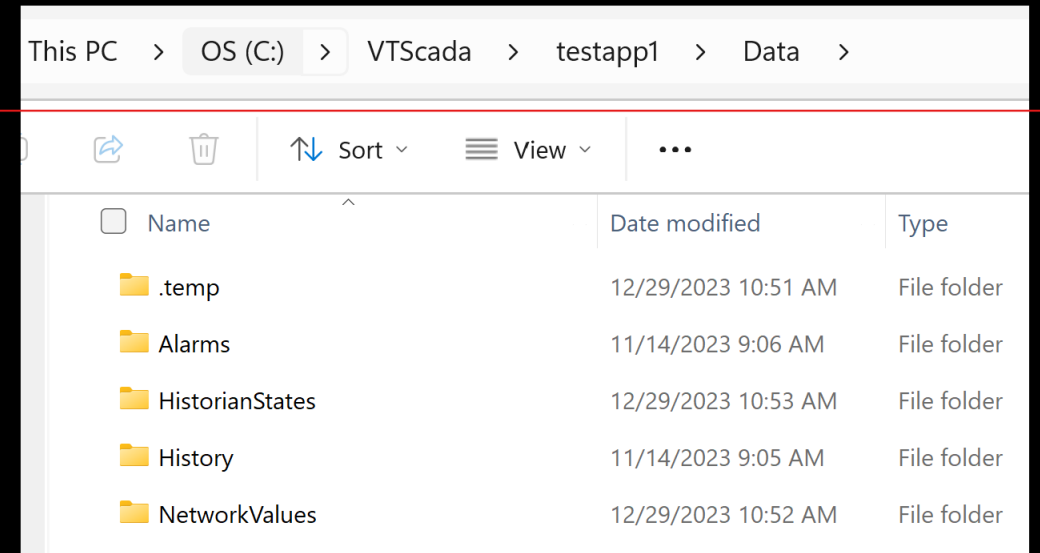 This PC > OS (C:) > VTScada > testapp1 > Data >
Sort View •••
Name Date modified Type
.temp 12/29/2023 10:51 AM File folder
Alarms 11/14/2023 9:06 AM File folder
HistorianStates 12/29/2023 10:53 AM File folder
History 11/14/2023 9:05 AM File folder
NetworkValues 12/29/2023 10:52 AM File folder